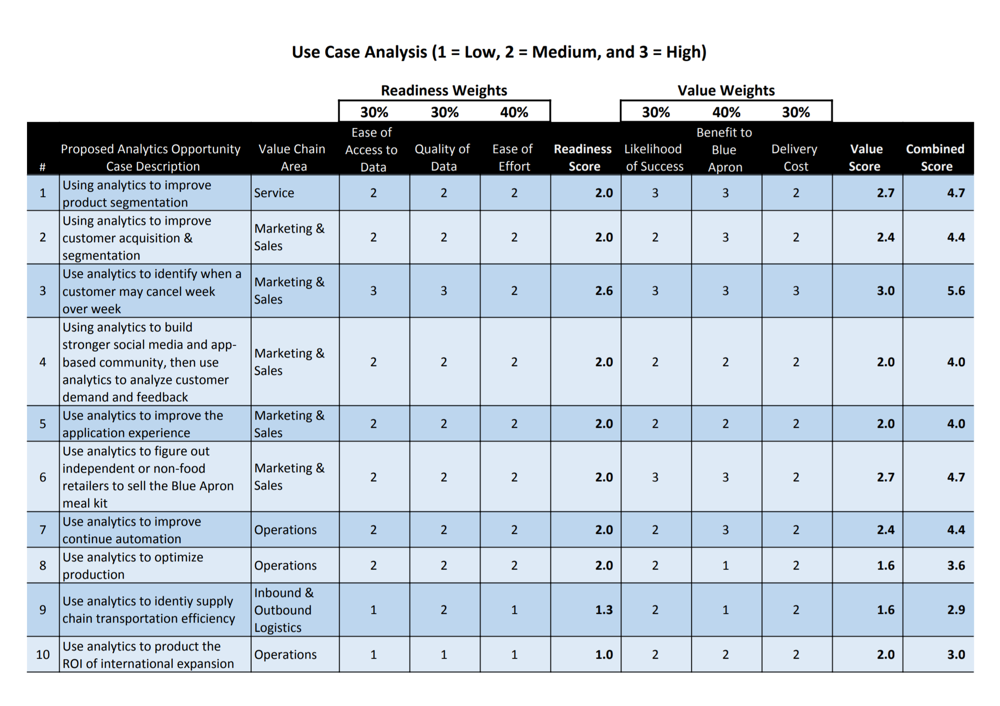 Use Case Analysis (1 = Low, 2 = Medium, and 3 = High)
Readiness Weights Value Weights
30% 30% 40% 30% 40% 30%
# Proposed Analytics Opportunity Case Description Value Chain Area Ease of Access to Data Quality of Data Ease of Effort Readiness Score Likelihood of Success Benefit to Blue Apron Delivery Cost Value Score Combined Score
1 Using analytics to improve product segmentation Service 2 2 2 2.0 3 3 2 2.7 4.7
2 Using analytics to improve customer acquisition & segmentation Marketing & Sales 2 2 2 2.0 2 3 2 2.4 4.4
3 Use analytics to identify when a customer may cancel week over week Marketing & Sales 3 3 2 2.6 3 3 3 3.0 5.6
4 Using analytics to build stronger social media and app-based community, then use analytics to analyze customer demand and feedback Marketing & Sales 2 2 2 2.0 2 2 2 2.0 4.0
5 Use analytics to improve the application experience Marketing & Sales 2 2 2 2.0 2 2 2 2.0 4.0
6 Use analytics to figure out independent or non-food retailers to sell the Blue Apron meal kit Marketing & Sales 2 2 2 2.0 3 3 2 2.7 4.7
7 Use analytics to improve continue automation Operations 2 2 2 2.0 2 3 2 2.4 4.4
8 Use analytics to optimize production Operations 2 2 2 2.0 2 1 2 1.6 3.6
9 Use analytics to identiy supply chain transportation efficiency Inbound & Outbound Logistics 1 2 1 1.3 2 1 2 1.6 2.9
10 Use analytics to product the ROI of international expansion Operations 1 1 1 1.0 2 2 2 2.0 3.0